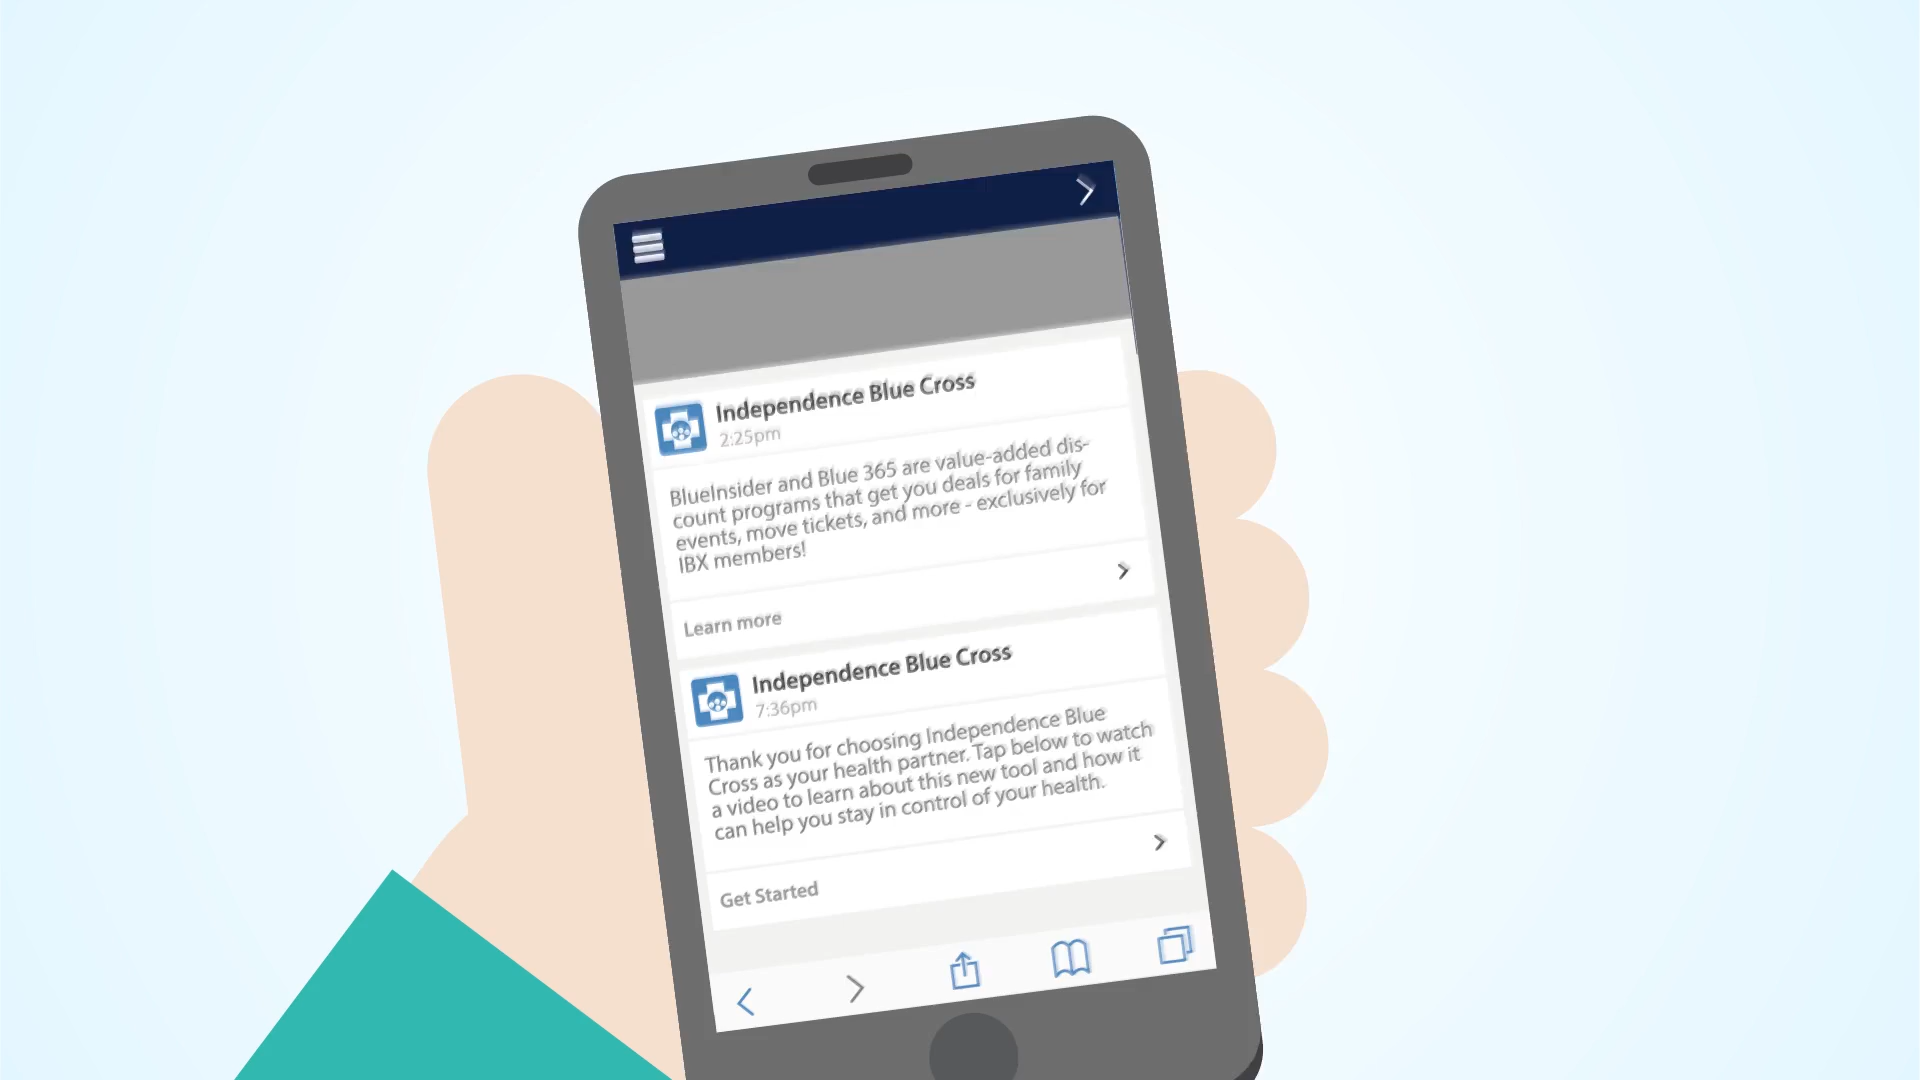 Independence Blue Cross
2:25pm
BlueInsider and Blue 365 are value-added dis-
count programs that get you deals for family
events, move tickets, and more - exclusively for
IBX members!
Learn more
Independence Blue Cross
7:36pm
Thank you for choosing Independence Blue
Cross as your health partner. Tap below to watch
a video to learn about this new tool and how it
can help you stay in control of your health.
Get Started